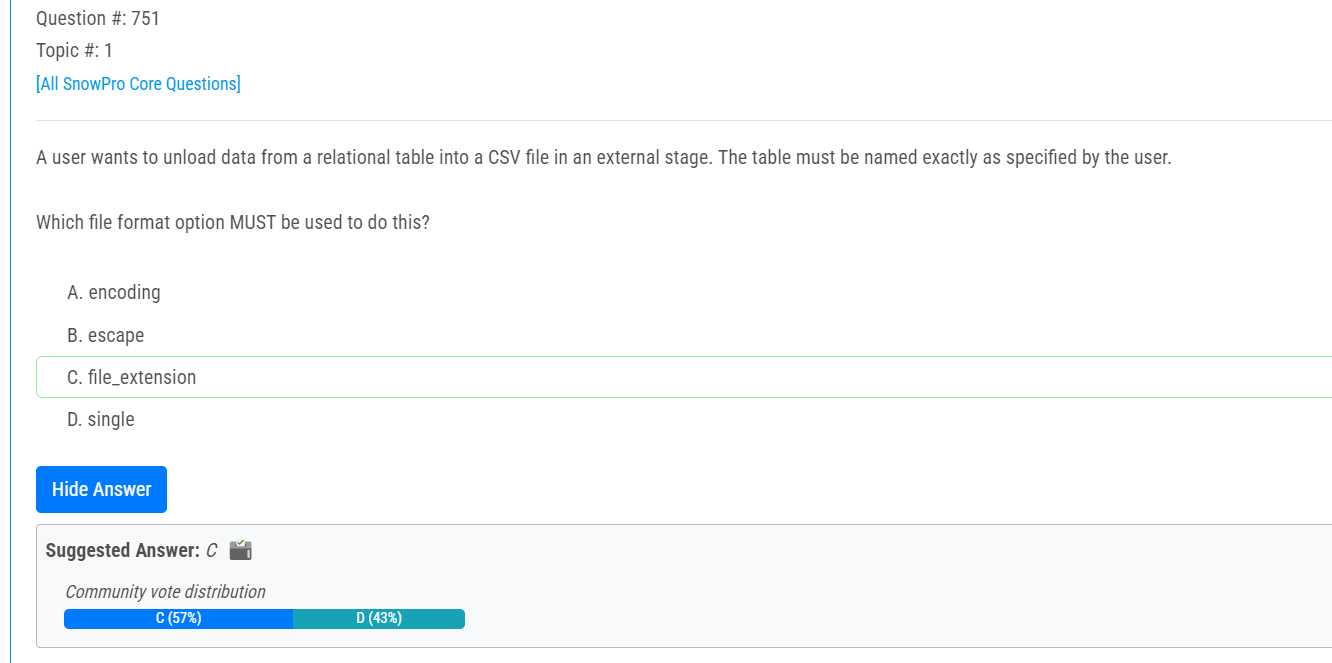 Question #: 751
Topic #: 1
[All SnowPro Core Questions]
A user wants to unload data from a relational table into a CSV file in an external stage. The table must be named exactly as specified by the user.
Which file format option MUST be used to do this?
A. encoding
B. escape
C. file_extension
D. single
Hide Answer
Suggested Answer: C
Community vote distribution
C (57%) D (43%)